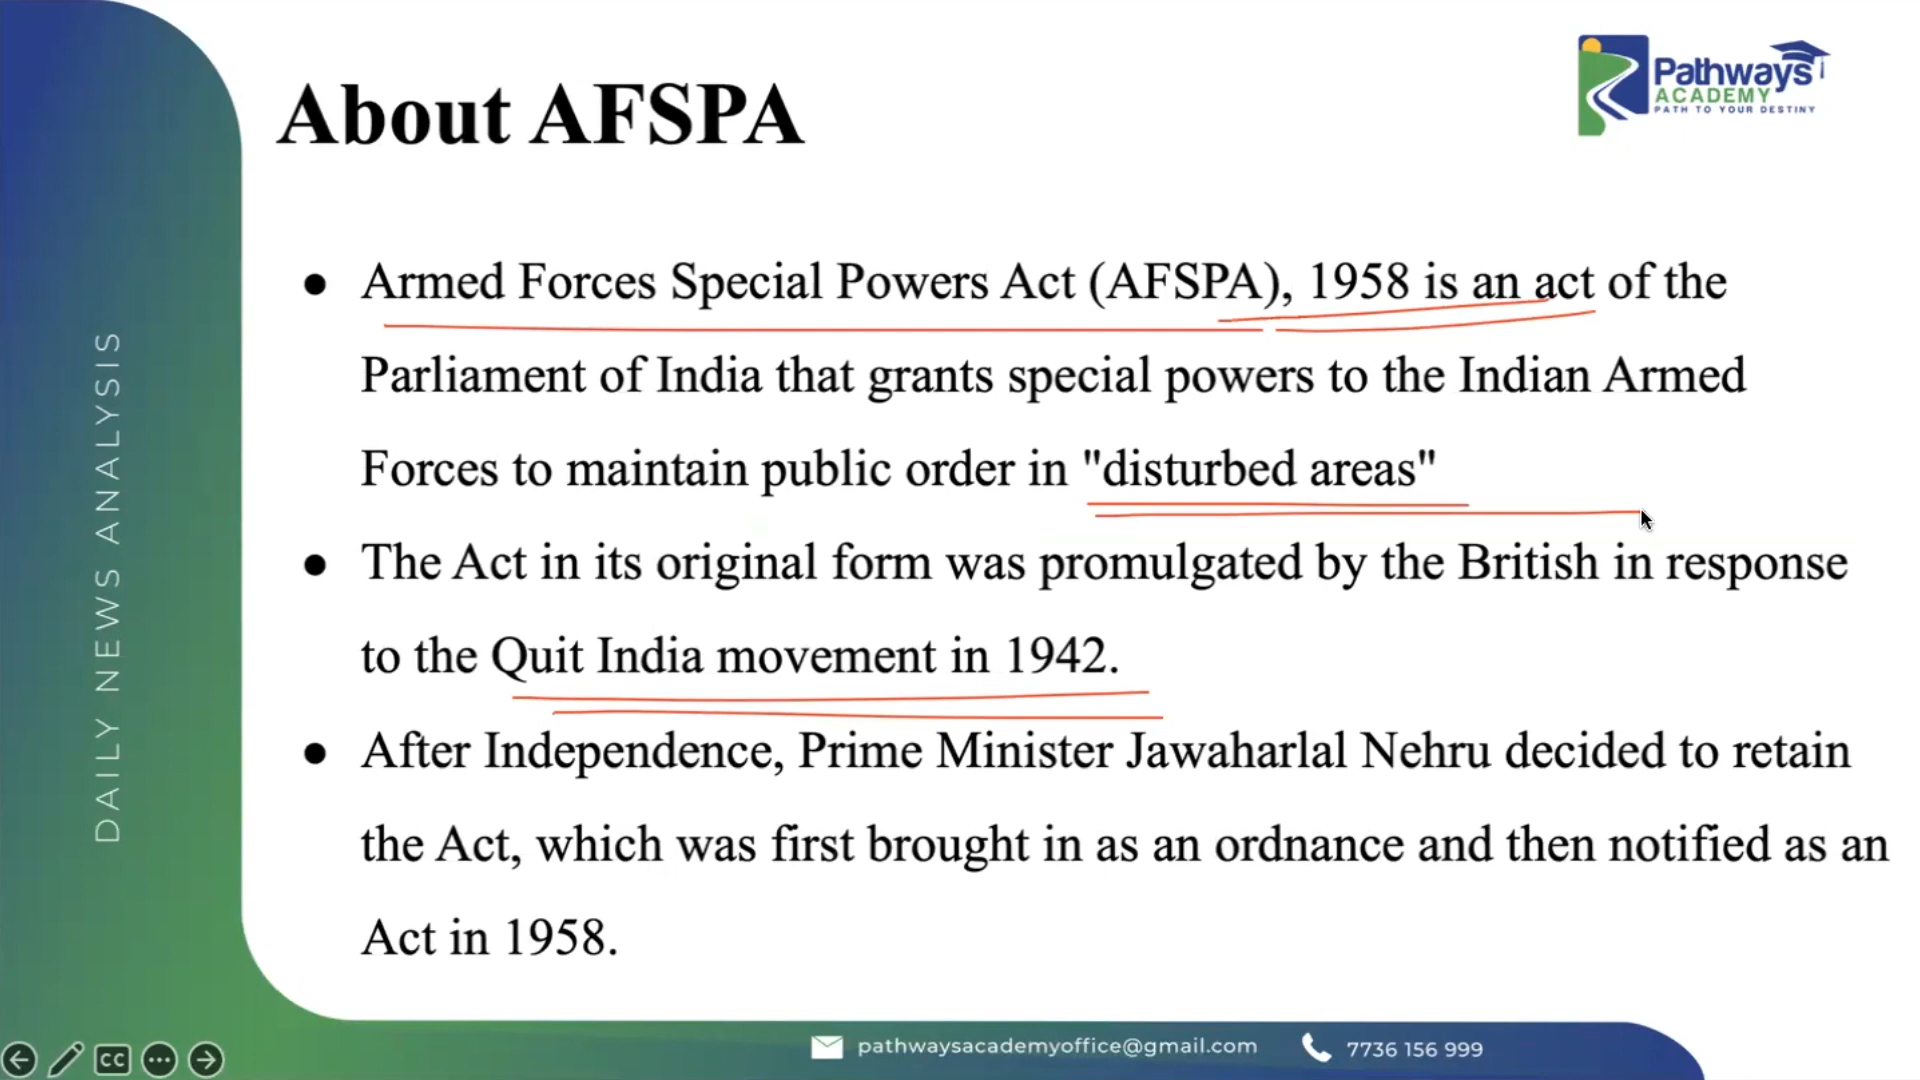 About AFSPA
Pathways
ACADEMY
PATH TO YOUR DESTINY
DAILY NEWS ANALYSIS
● Armed Forces Special Powers Act (AFSPA), 1958 is an act of the
Parliament of India that grants special powers to the Indian Armed
Forces to maintain public order in "disturbed areas"
● The Act in its original form was promulgated by the British in response
to the Quit India movement in 1942.
● After Independence, Prime Minister Jawaharlal Nehru decided to retain
the Act, which was first brought in as an ordnance and then notified as an
Act in 1958.
CC
pathwaysacademyoffice@gmail.com
7736 156 999